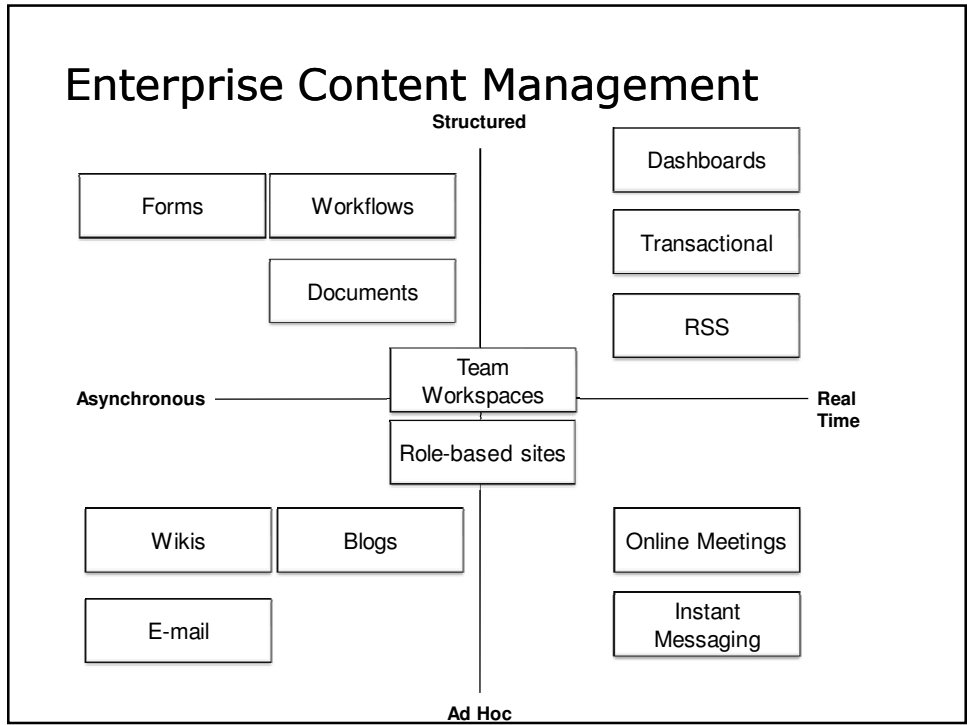 Enterprise Content Management
Structured
Dashboards
Forms
Workflows
Transactional
Documents
RSS
Team
Workspaces
Asynchronous
Real
Time
Role-based sites
Wikis
Blogs
Online Meetings
E-mail
Instant
Messaging
Ad Hoc